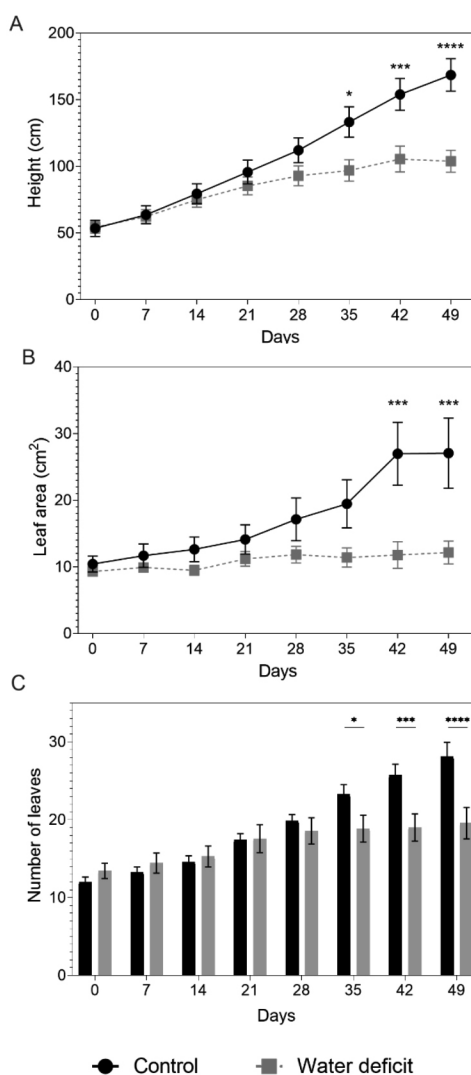 A
Height (cm)
200
150
100
50
0
* *** ****
0 7 14 21 28 35 42 49
Days
B
Leaf area (cm²)
40
30
20
10
0
*** ***
0 7 14 21 28 35 42 49
Days
C
Number of leaves
30
20
10
0
* *** ****
0 7 14 21 28 35 42 49
Days
Control Water deficit